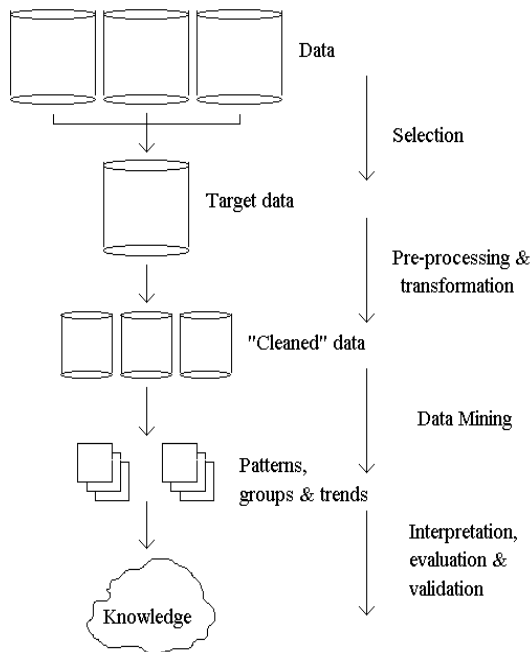 Data
Selection
Target data
Pre-processing &
transformation
"Cleaned" data
Data Mining
Patterns,
groups & trends
Interpretation,
evaluation &
validation
Knowledge